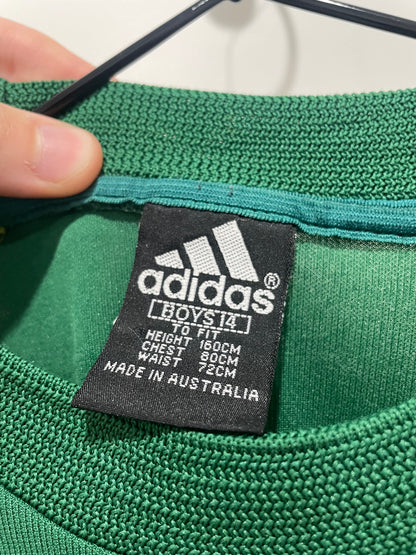 adidas®
BOYS 14
TO FIT
HEIGHT 160CM
CHEST 80CM
WAIST 72CM
MADE IN AUSTRALIA